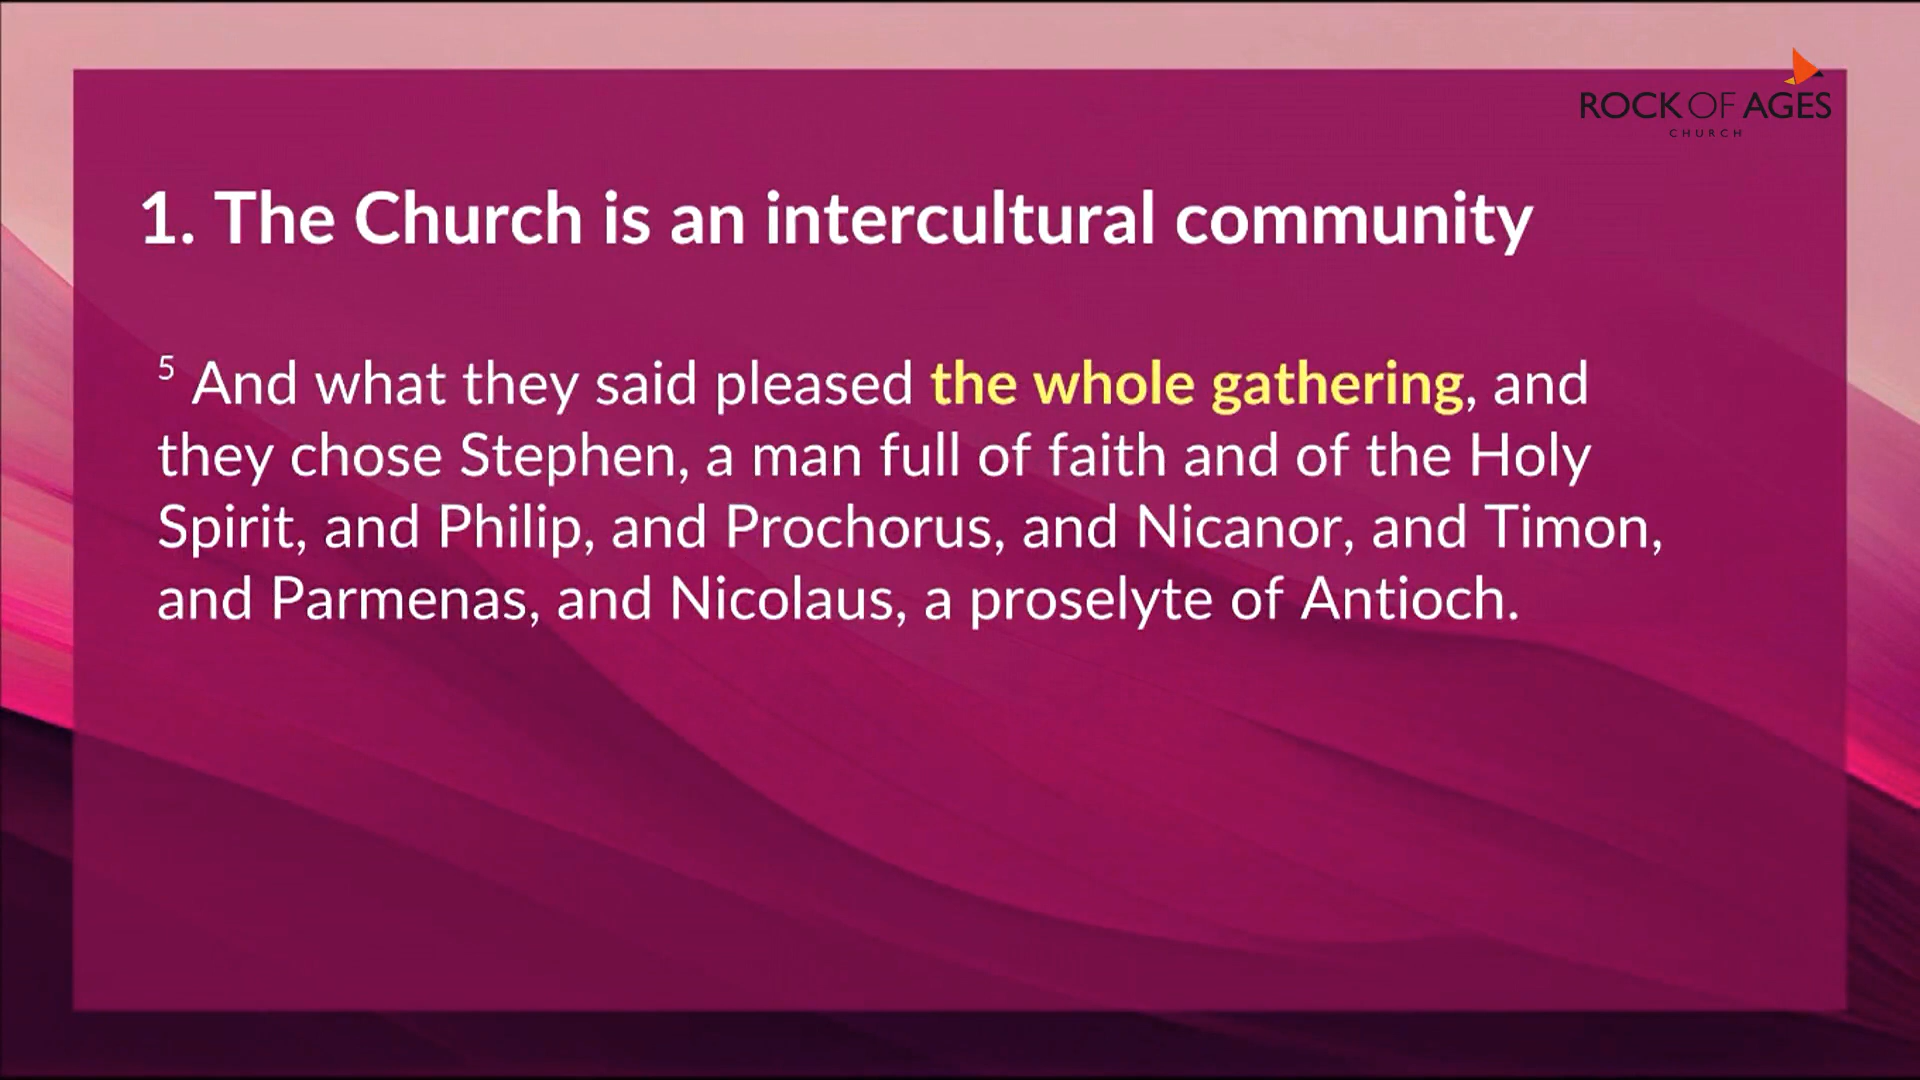 ROCK OF AGES
CHURCH
1. The Church is an intercultural community
5 And what they said pleased the whole gathering, and
they chose Stephen, a man full of faith and of the Holy
Spirit, and Philip, and Prochorus, and Nicanor, and Timon,
and Parmenas, and Nicolaus, a proselyte of Antioch.